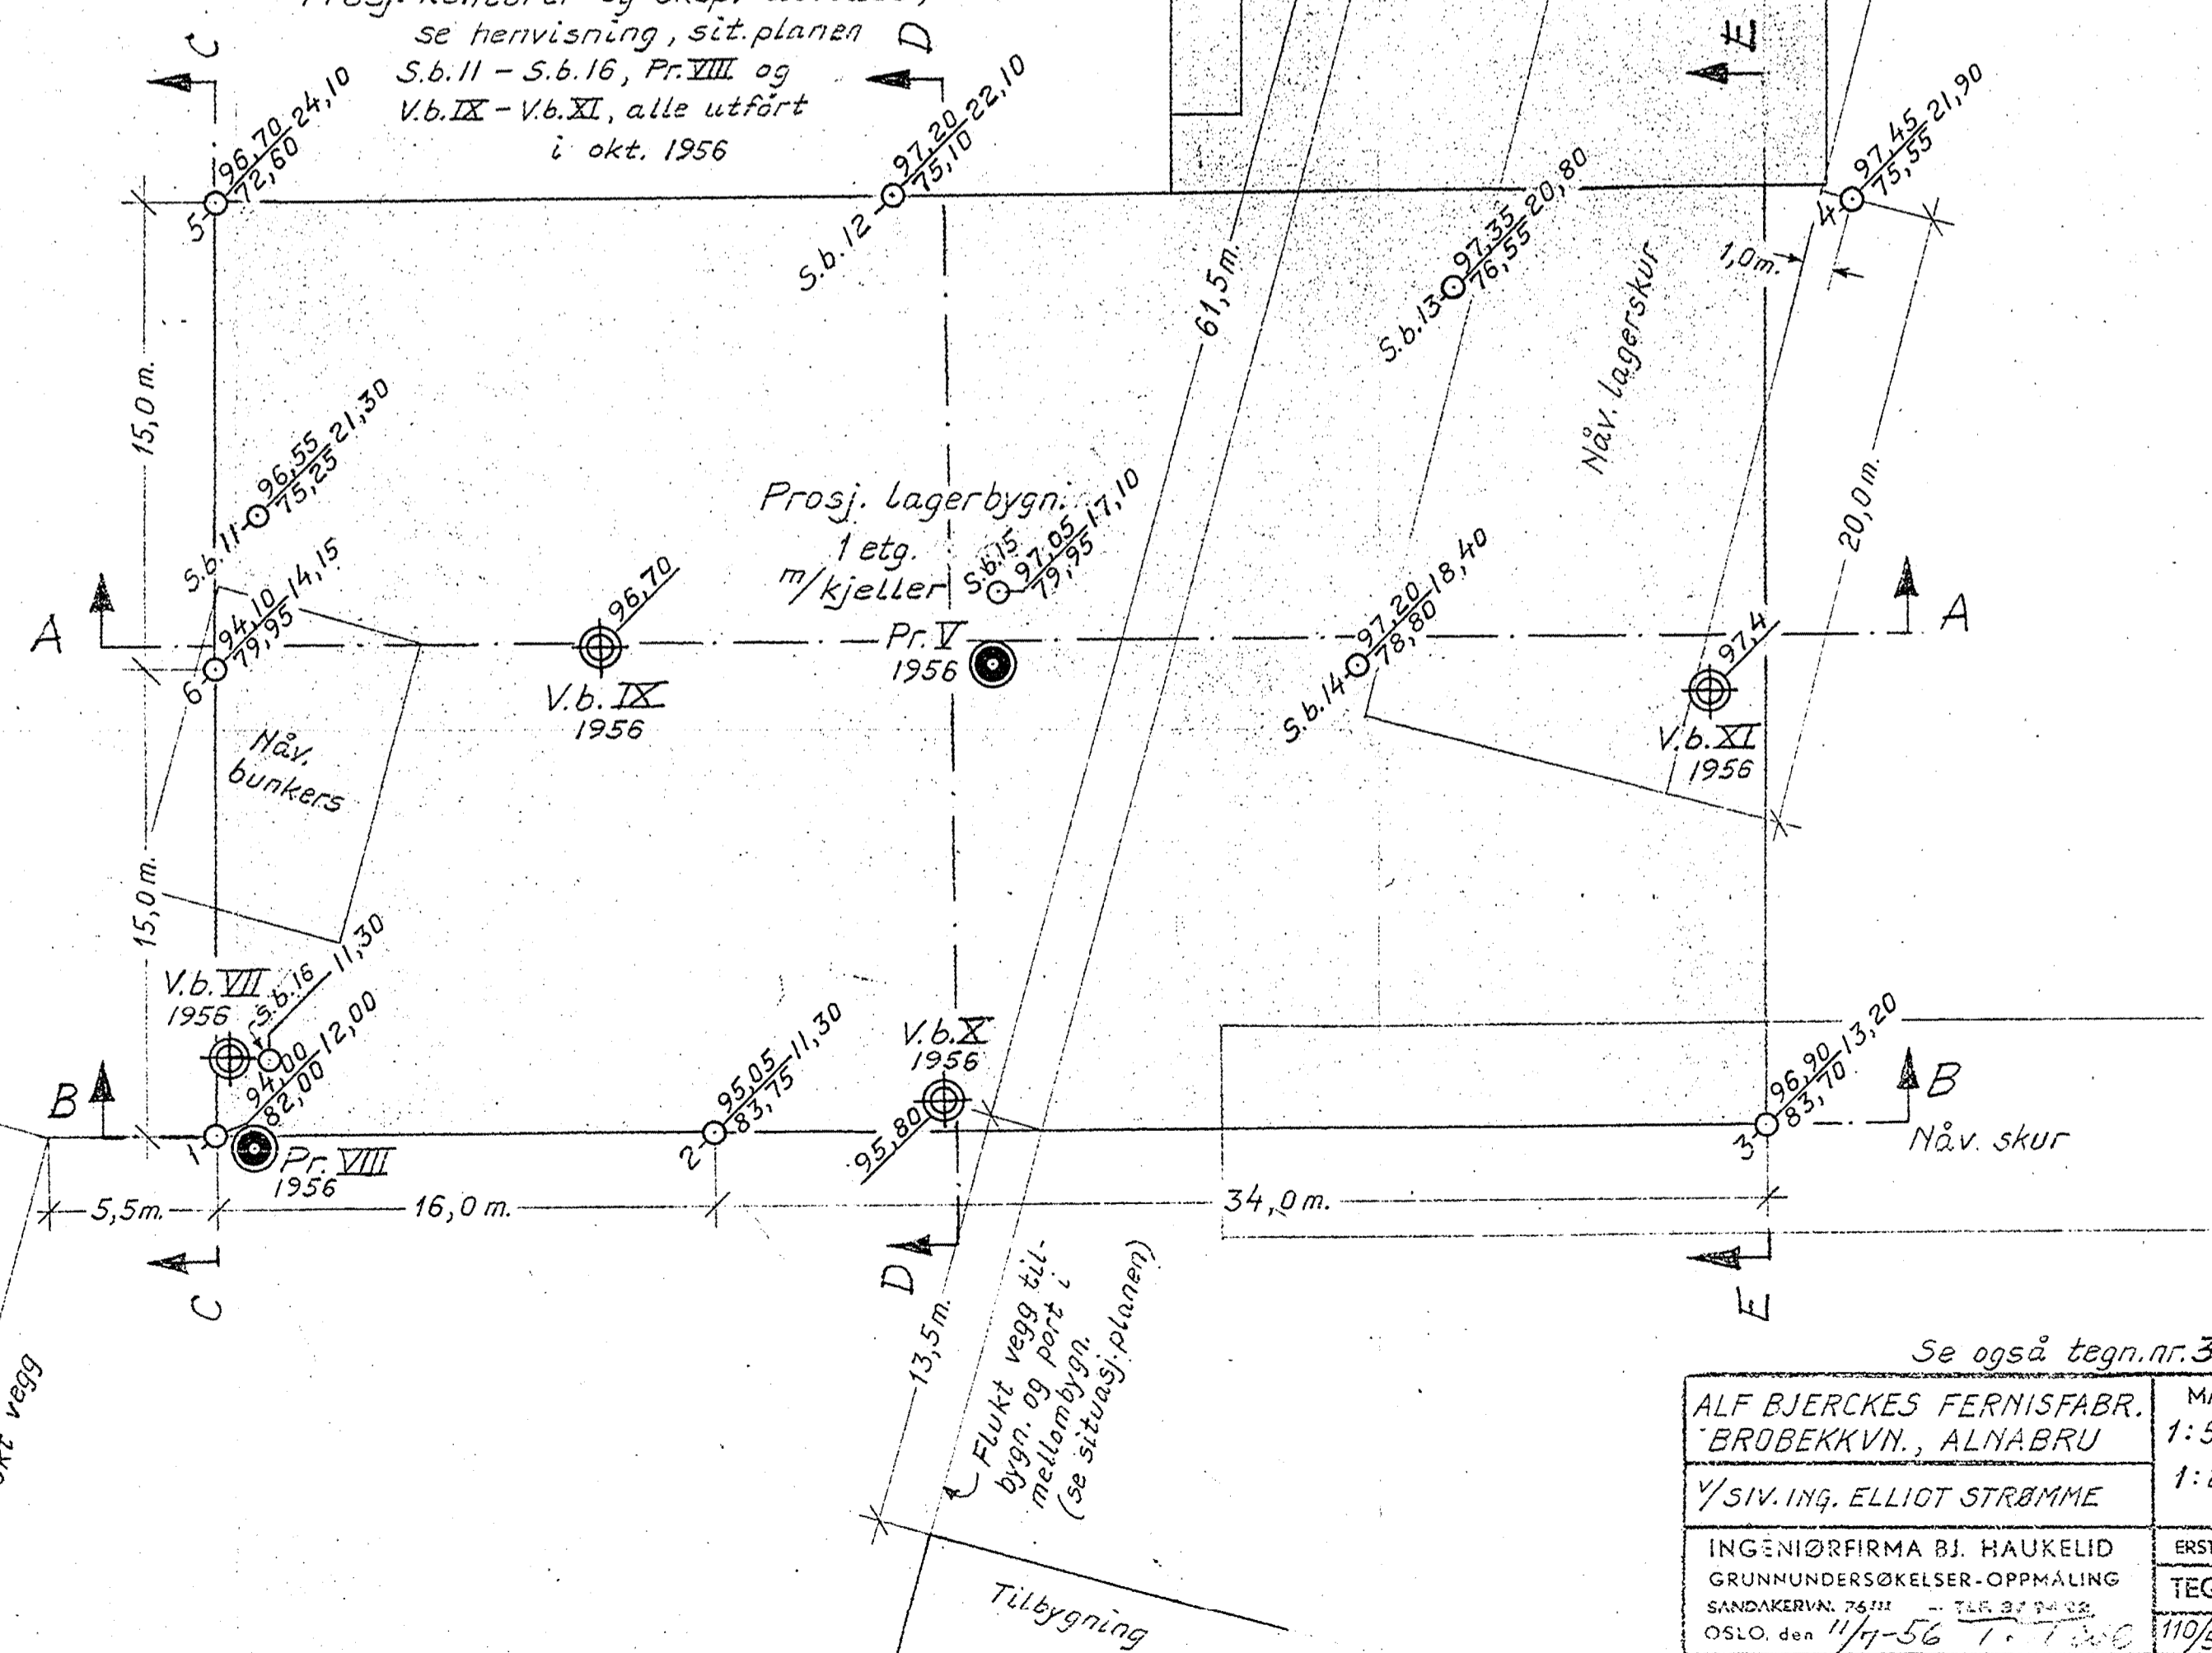 se henvisning, sit.planen
S.b.11 - S.b.16, Pr.VIII og
V.b.IX - V.b.XI, alle utført
i okt. 1956
C
D
E
5
96,70
72,60
24,10
S.b.12
97,20
75,10
22,10
4
97,45
75,55
21,90
S.b.13
97,35
76,55
20,80
1,0m.
61,5m.
Nåv. lagerskur
15,0 m.
20,0m.
S.b.11
96,55
75,25
21,30
Prosj. lagerbygn.
1 etg.
m/kjeller
S.b.15
97,05
79,95
17,10
A
6
94,10
79,95
14,15
96,70
V.b. IX
1956
Pr. V
1956
S.b.14
97,20
78,80
18,40
97,4
V.b. XI
1956
A
Nåv.
bunkers
15,0 m.
V.b. VII
1956
S.b.16
11,30
B
1
94,00
82,00
12,00
Pr. VIII
1956
2
95,05
83,75
11,30
V.b. X
1956
95,80
3
96,90
83,70
13,20
B
Nåv. skur
5,5m.
16,0 m.
34,0 m.
C
D
E
13,5m.
Flukt vegg til-
bygn. og port i
mellombygn.
(se situasj.planen)
Tilbygning
vegg
Se også tegn.nr.3
ALF BJERCKES FERNISFABR.
BROBEKKVN., ALNABRU
V/SIV. ING. ELLIOT STRØMME
1:5
INGENIØRFIRMA BJ. HAUKELID
GRUNNUNDERSØKELSER-OPPMÅLING
SANDAKERVN. 76III
OSLO, den 11/7-56
ERST
TEG
110/5